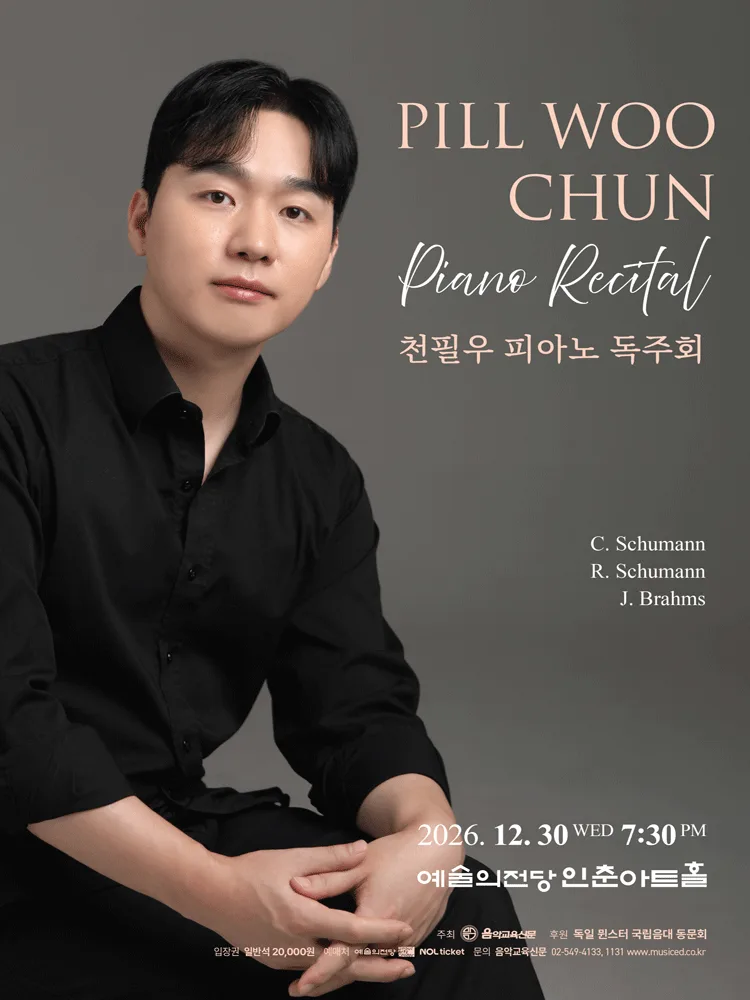 PILL WOO
CHUN
Piano Recital
천필우 피아노 독주회
C. Schumann
R. Schumann
J. Brahms
2026. 12. 30 WED 7:30 PM
예술의전당 인춘아트홀
주최 음악교육신문 후원 독일 뮌스터 국립음대 동문회
입장권 일반석 20,000원 예매처 예술의전당 NOL ticket 문의 음악교육신문 02-549-4133, 1131 www.musiced.co.kr